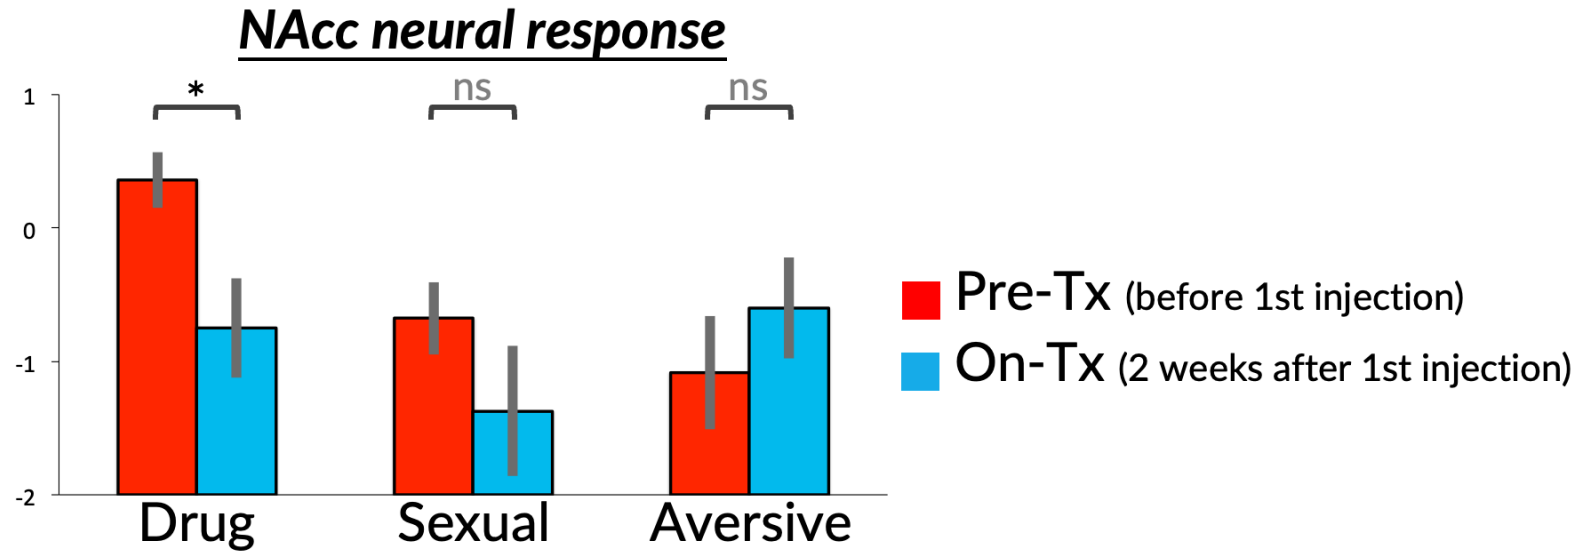 NAcc neural response
* ns ns
1
0
-1
-2
Drug Sexual Aversive
Pre-Tx (before 1st injection)
On-Tx (2 weeks after 1st injection)